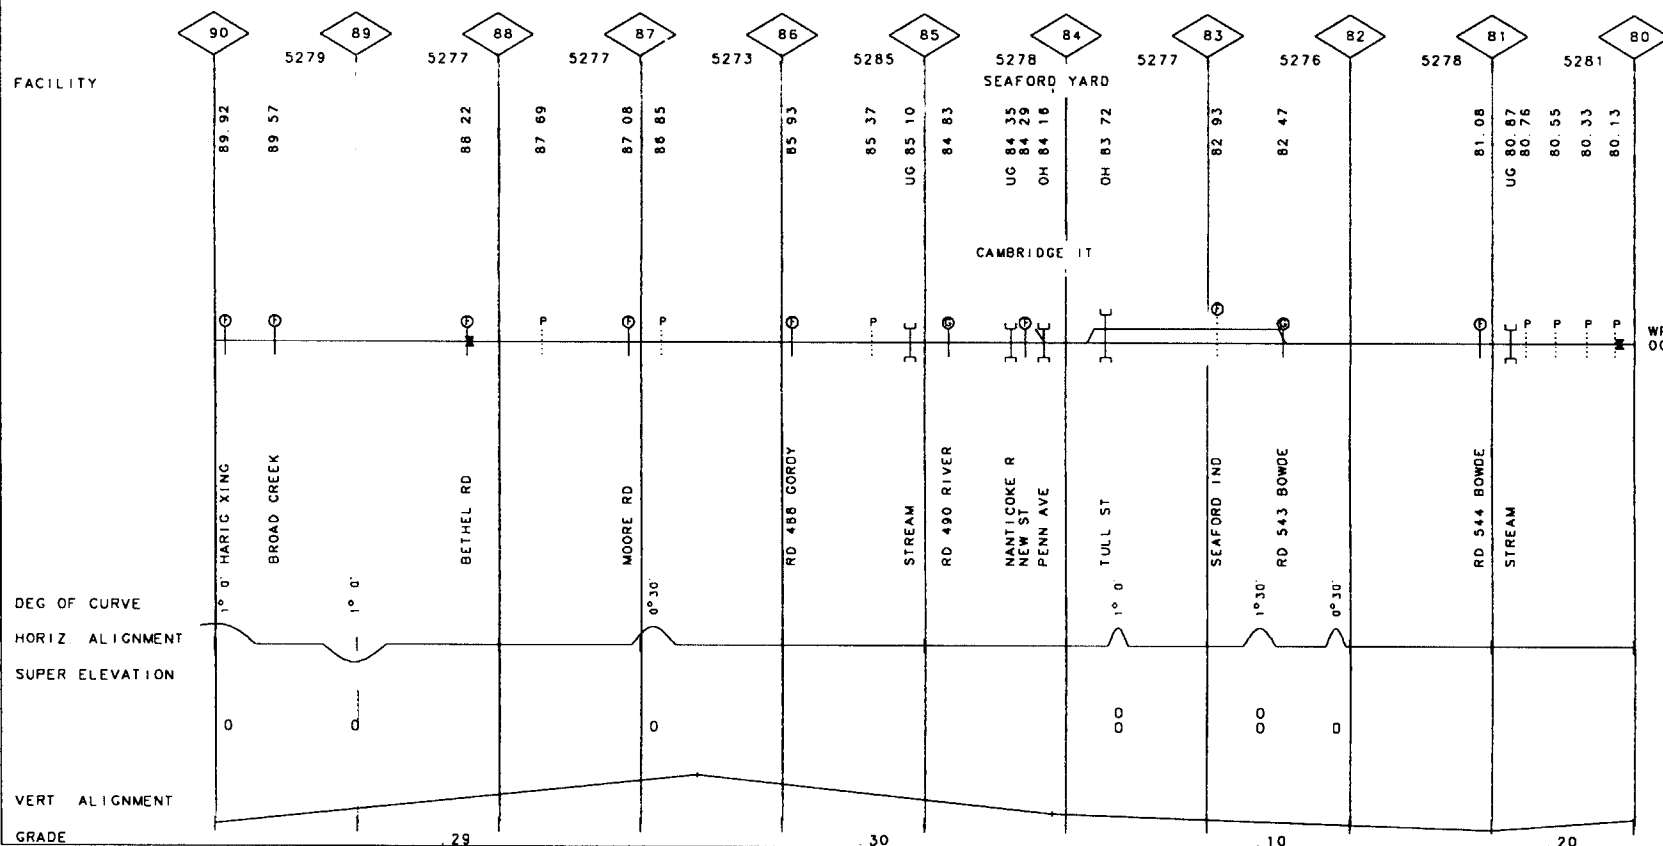 90 89 88 87 86 85 84 83 82 81 80
5279 5277 5277 5273 5285 5278 5277 5276 5278 5281
FACILITY
SEAFORD YARD
89.92
89 57
88 22
87 69
87 08
86 85
85 93
85 37
UG 85 10
84 83
UG 84 35
84 29
OH 84 16
OH 83 72
82 93
82 47
81.08
UG 80.87
80.76
80.55
80.33
80.13
CAMBRIDGE IT
P P P P P P P
HARIG XING
BROAD CREEK
BETHEL RD
MOORE RD
RD 488 GORDY
STREAM
RD 490 RIVER
NANTICOKE R
NEW ST
PENN AVE
TULL ST
SEAFORD IND
RD 543 BOWDE
RD 544 BOWDE
STREAM
DEG OF CURVE
1° 0' 1° 0' 0°30' 1° 0' 1°30' 0°30'
HORIZ. ALIGNMENT
SUPER ELEVATION
0 0 0 0 0 0 0 0
VERT ALIGNMENT
GRADE .29 .30 .10 .20